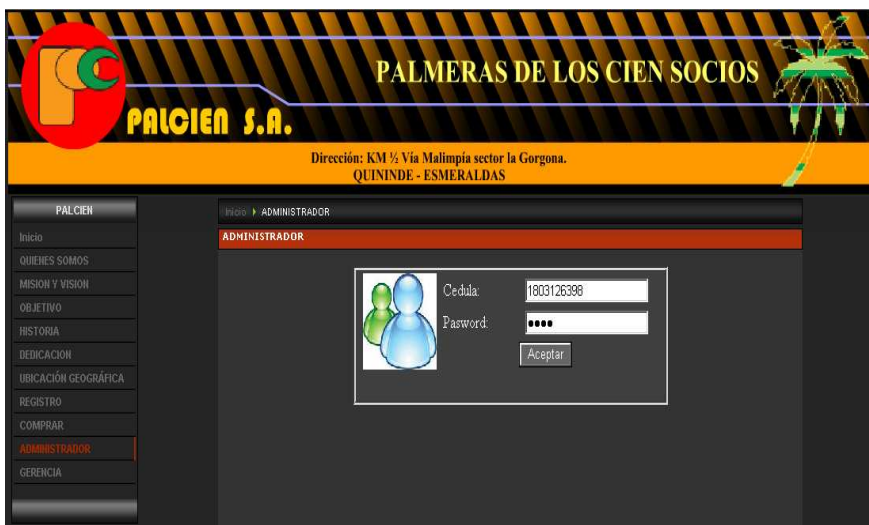 PALMERAS DE LOS CIEN SOCIOS
PALCIEN S.A.
Dirección: KM ½ Vía Malimpia sector la Gorgona.
QUININDE - ESMERALDAS
PALCIEN
Inicio
QUIENES SOMOS
MISION Y VISION
OBJETIVO
HISTORIA
DEDICACION
UBICACIÓN GEOGRÁFICA
REGISTRO
COMPRAR
ADMINISTRADOR
GERENCIA
Inicio ADMINISTRADOR
ADMINISTRADOR
Cedula: 1803126398
Pasword: ●●●●
Aceptar